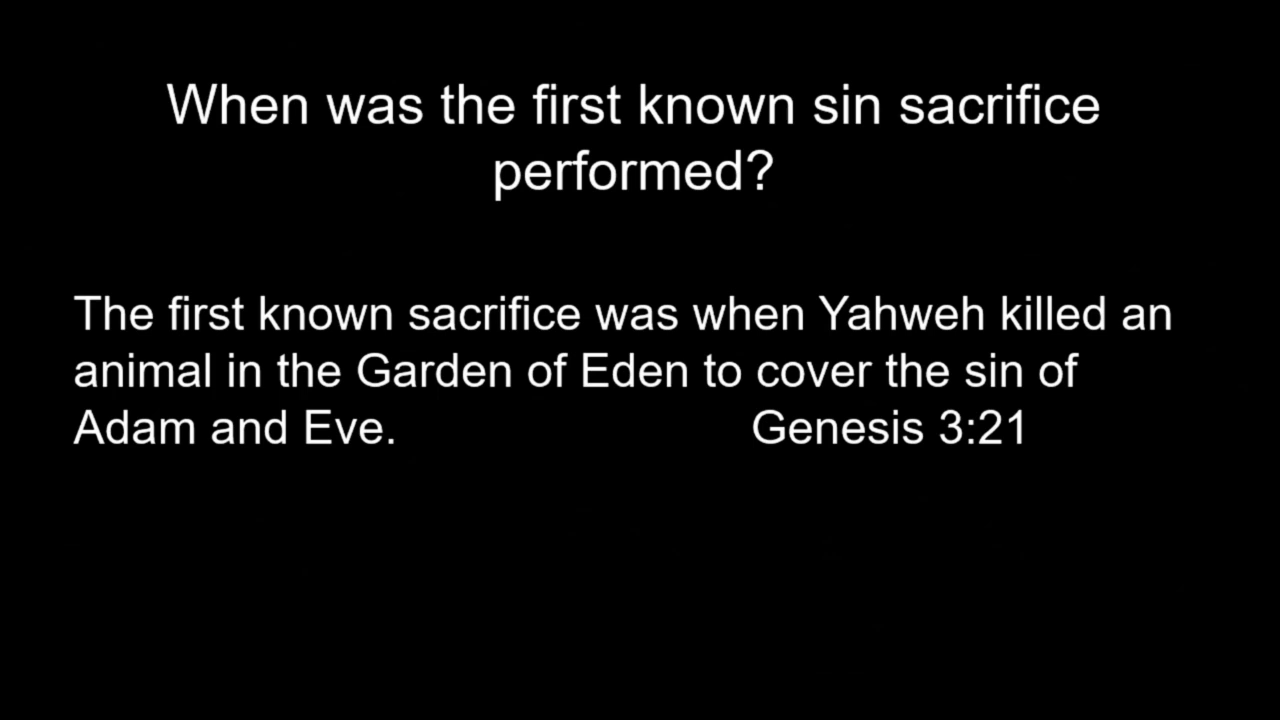 When was the first known sin sacrifice
performed?
The first known sacrifice was when Yahweh killed an
animal in the Garden of Eden to cover the sin of
Adam and Eve. Genesis 3:21